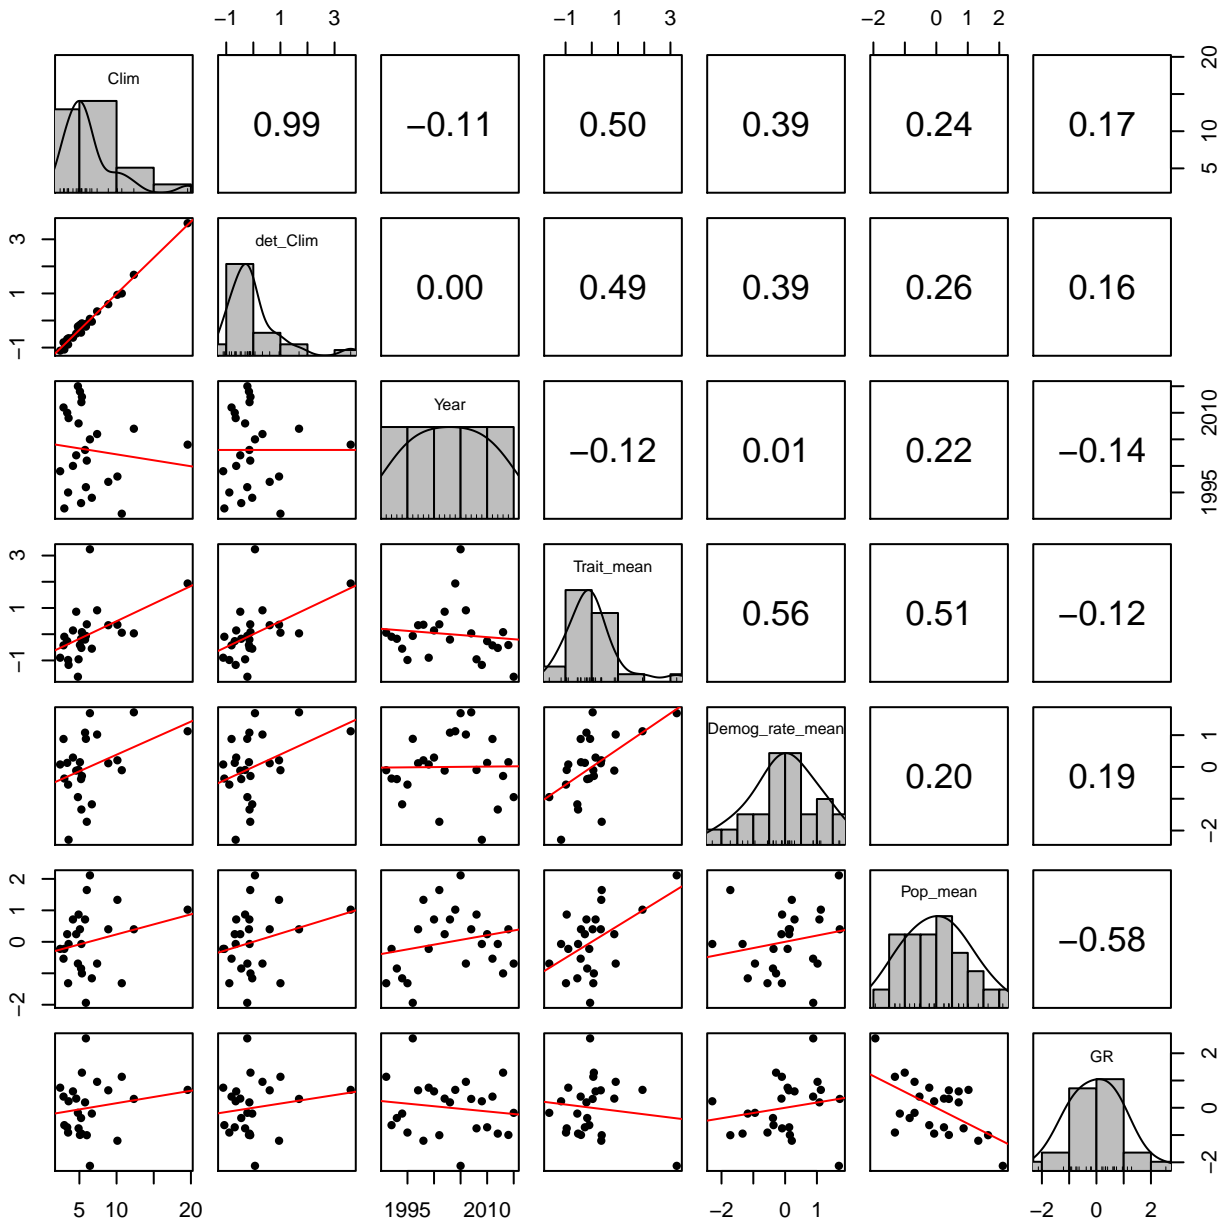 −1 3 −1 3 −2 0 1 2
Clim 0.99 −0.11 0.50 0.39 0.24 0.17 5 10 20
−1 1 3 det_Clim 0.00 0.49 0.39 0.26 0.16
Year −0.12 0.01 0.22 −0.14 1995 2010
−1 1 3 Trait_mean 0.56 0.51 −0.12
Demog_rate_mean 0.20 0.19 −2 0 1
−2 0 1 2 Pop_mean −0.58
GR −2 0 2
5 10 20 1995 2010 −2 0 1 −2 0 2